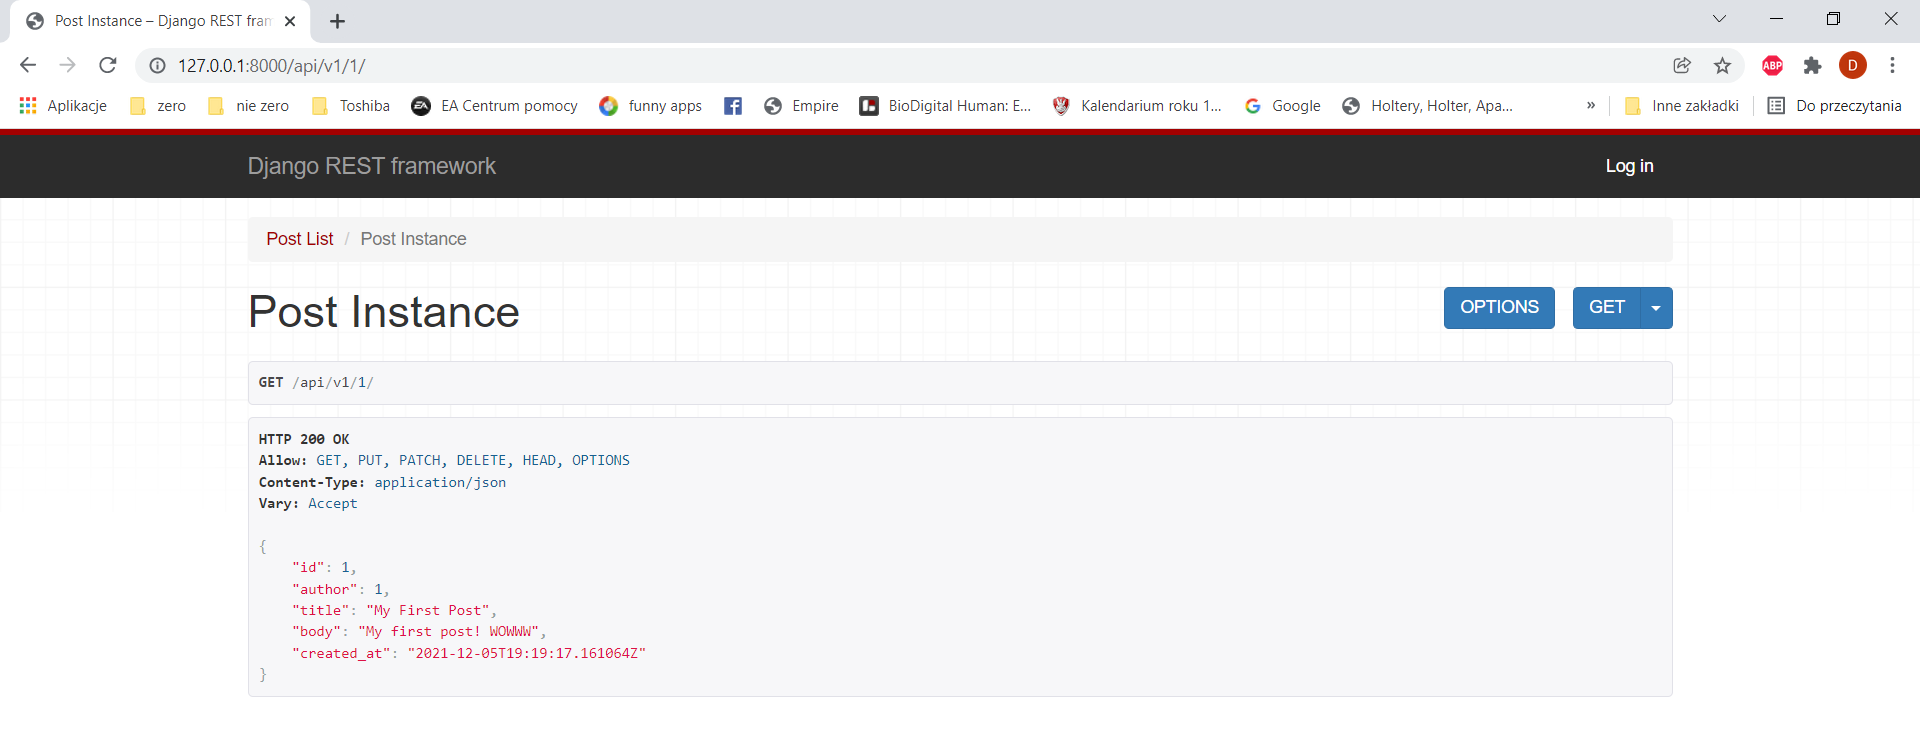 Post Instance – Django REST fram
127.0.0.1:8000/api/v1/1/
ABP
D
Aplikacje zero nie zero Toshiba EA Centrum pomocy funny apps Empire BioDigital Human: E... Kalendarium roku 1... Google Holtery, Holter, Apa... » Inne zakładki Do przeczytania
Django REST framework Log in
Post List / Post Instance
Post Instance OPTIONS GET
GET /api/v1/1/
HTTP 200 OK
Allow: GET, PUT, PATCH, DELETE, HEAD, OPTIONS
Content-Type: application/json
Vary: Accept
{
"id": 1,
"author": 1,
"title": "My First Post",
"body": "My first post! WOWWW",
"created_at": "2021-12-05T19:19:17.161064Z"
}